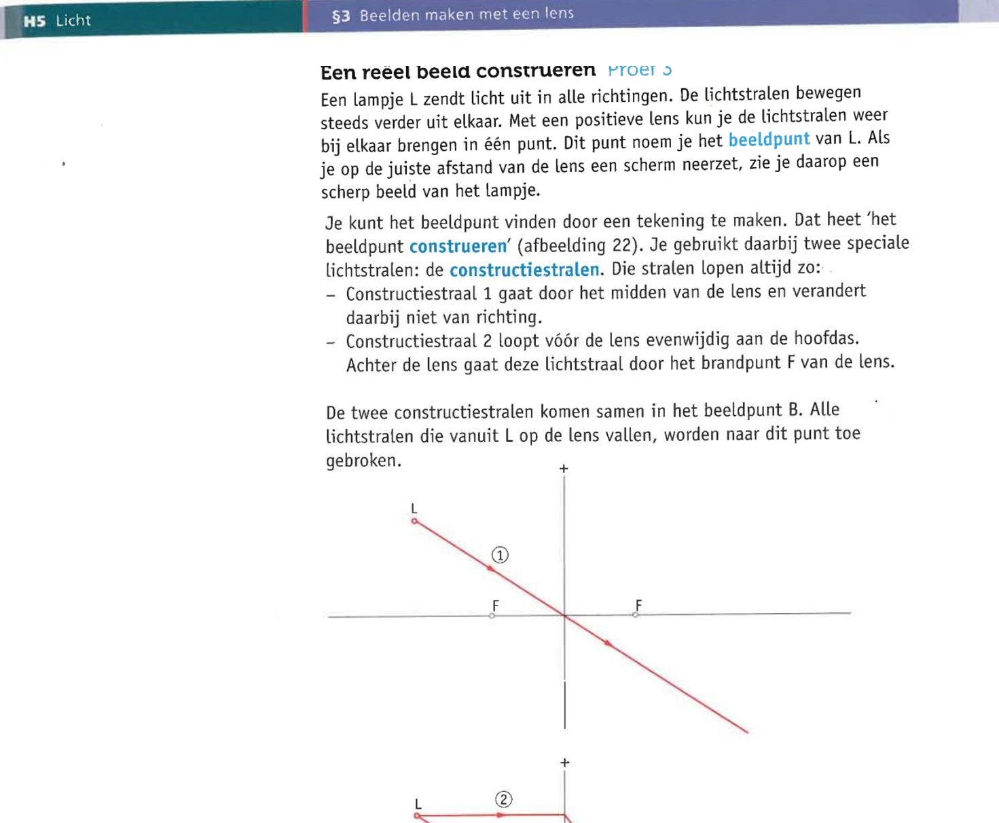 H5 Licht
§3 Beelden maken met een lens
Een reëel beeld construeren Proef 3
Een lampje L zendt licht uit in alle richtingen. De lichtstralen bewegen
steeds verder uit elkaar. Met een positieve lens kun je de lichtstralen weer
bij elkaar brengen in één punt. Dit punt noem je het beeldpunt van L. Als
je op de juiste afstand van de lens een scherm neerzet, zie je daarop een
scherp beeld van het lampje.
Je kunt het beeldpunt vinden door een tekening te maken. Dat heet ‘het
beeldpunt construeren’ (afbeelding 22). Je gebruikt daarbij twee speciale
lichtstralen: de constructiestralen. Die stralen lopen altijd zo:
– Constructiestraal 1 gaat door het midden van de lens en verandert
daarbij niet van richting.
– Constructiestraal 2 loopt vóór de lens evenwijdig aan de hoofdas.
Achter de lens gaat deze lichtstraal door het brandpunt F van de lens.
De twee constructiestralen komen samen in het beeldpunt B. Alle
lichtstralen die vanuit L op de lens vallen, worden naar dit punt toe
gebroken.
+
L
①
F
F
+
②
L